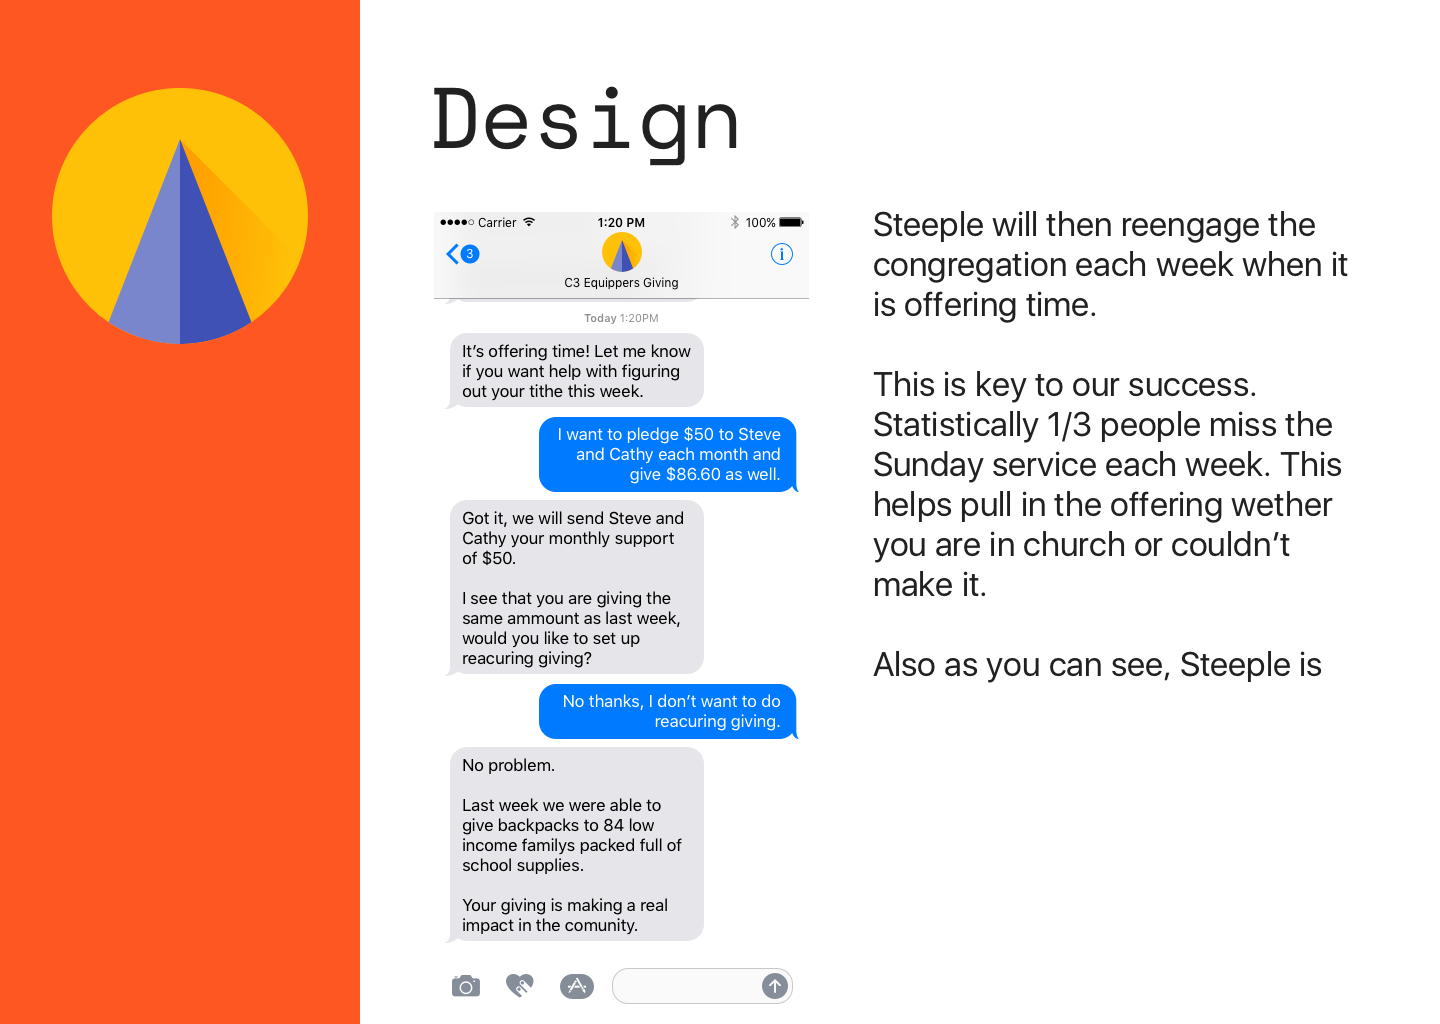 Design
Carrier 1:20 PM 100%
3
C3 Equippers Giving
Today 1:20PM
It’s offering time! Let me know
if you want help with figuring
out your tithe this week.
I want to pledge $50 to Steve
and Cathy each month and
give $86.60 as well.
Got it, we will send Steve and
Cathy your monthly support
of $50.
I see that you are giving the
same ammount as last week,
would you like to set up
reacuring giving?
No thanks, I don’t want to do
reacuring giving.
No problem.
Last week we were able to
give backpacks to 84 low
income familys packed full of
school supplies.
Your giving is making a real
impact in the comunity.
Steeple will then reengage the
congregation each week when it
is offering time.
This is key to our success.
Statistically 1/3 people miss the
Sunday service each week. This
helps pull in the offering wether
you are in church or couldn’t
make it.
Also as you can see, Steeple is